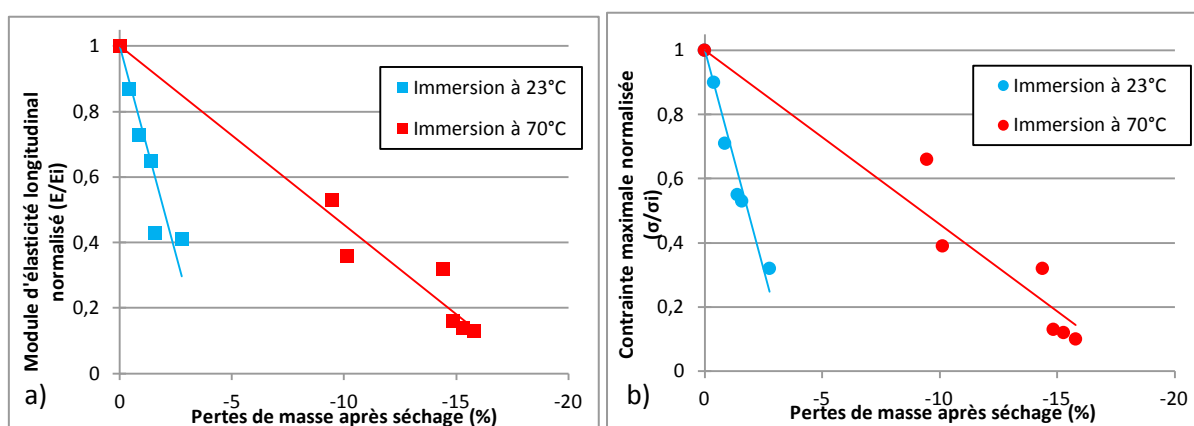 Module d'élasticité longitudinal
normalisé (E/Ei)
1
0,8
0,6
0,4
0,2
0
0
-5
-10
-15
-20
Immersion à 23°C
Immersion à 70°C
a)
Pertes de masse après séchage (%)
Contrainte maximale normalisée
(σ/σi)
1
0,8
0,6
0,4
0,2
0
0
-5
-10
-15
-20
Immersion à 23°C
Immersion à 70°C
b)
Pertes de masse après séchage (%)